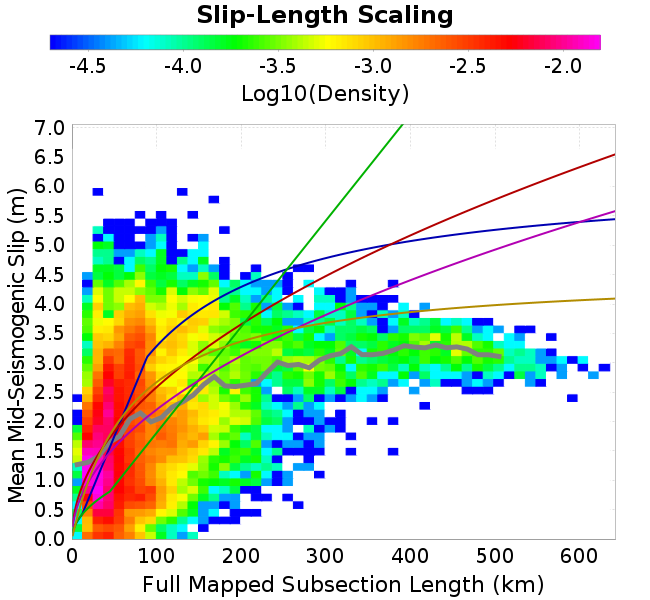 Slip-Length Scaling
-4.5 -4.0 -3.5 -3.0 -2.5 -2.0
Log10(Density)
7.0
6.5
6.0
5.5
5.0
4.5
4.0
3.5
3.0
2.5
2.0
1.5
1.0
0.5
0.0
Mean Mid-Seismogenic Slip (m)
0 100 200 300 400 500 600
Full Mapped Subsection Length (km)